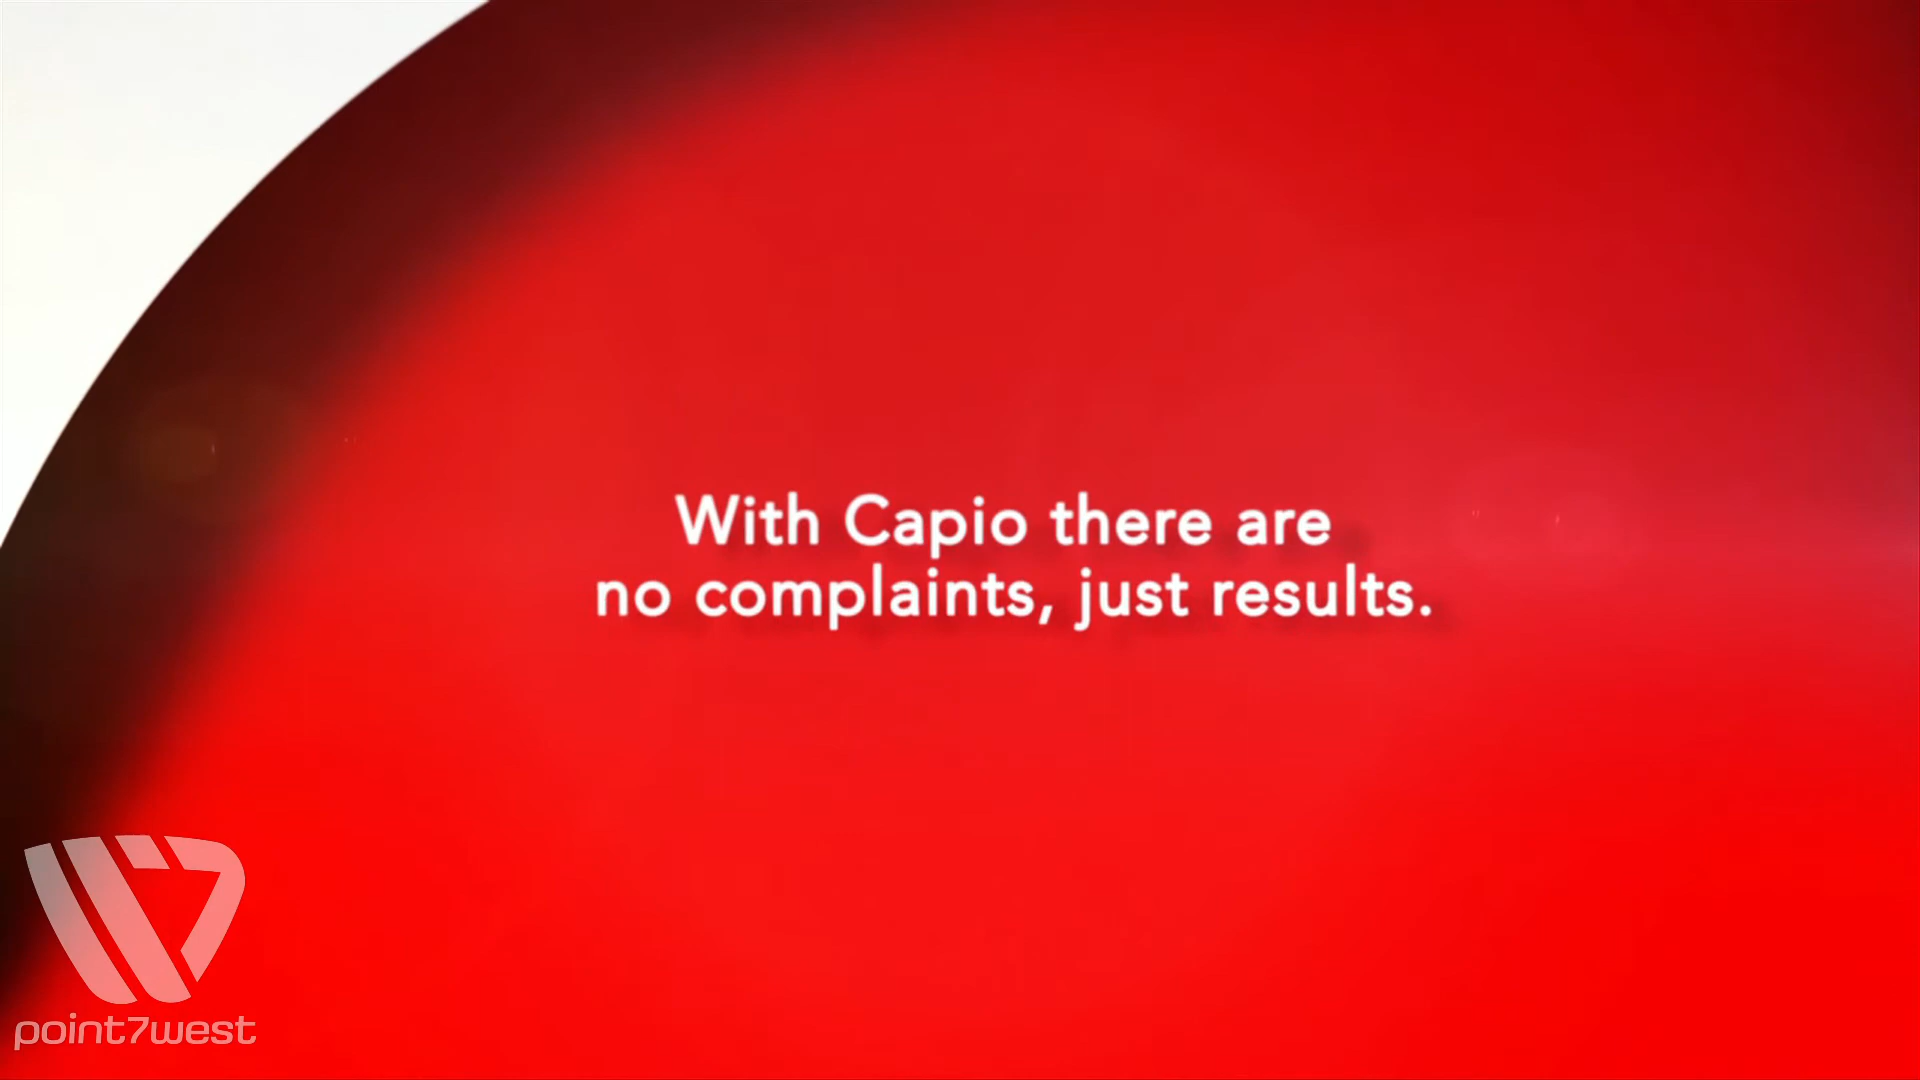 With Capio there are
no complaints, just results.
point7west